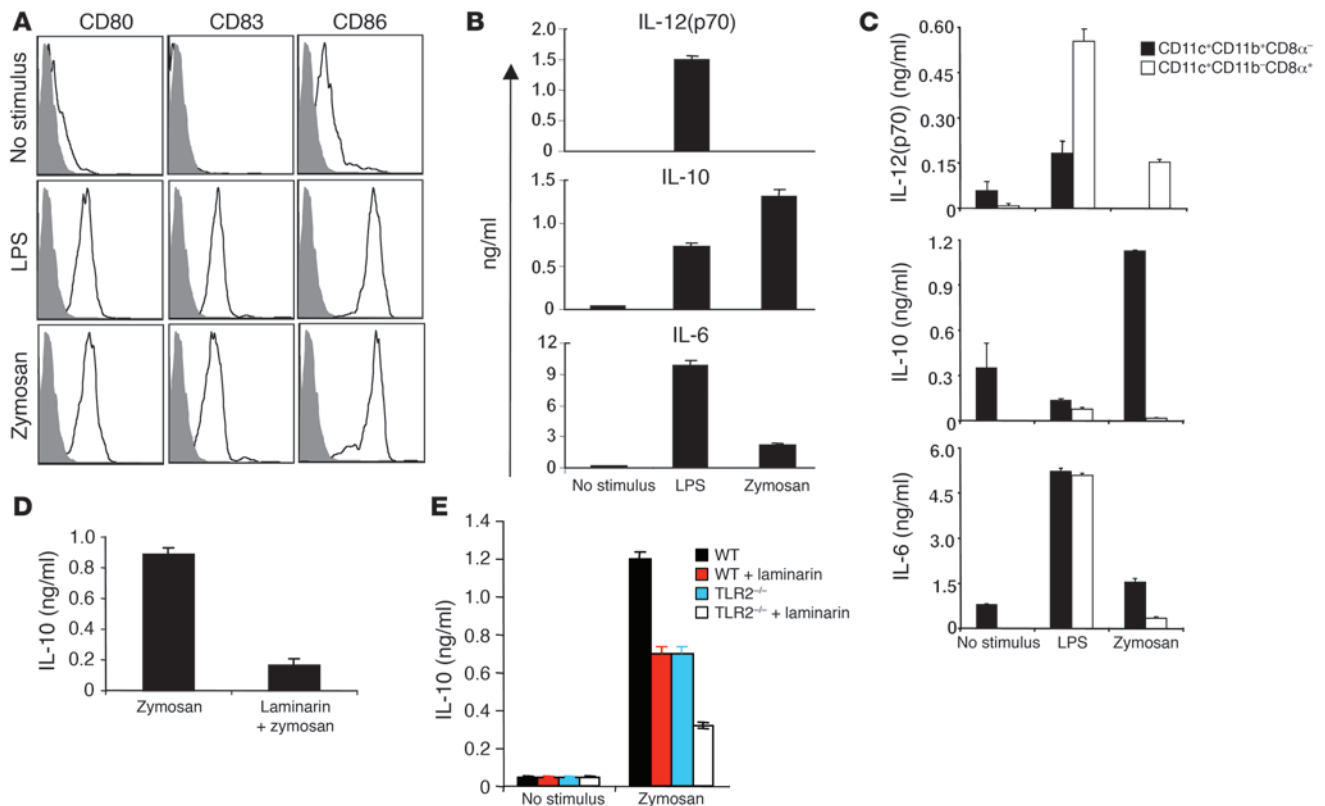 A
CD80
CD83
CD86
No stimulus
LPS
Zymosan
B
IL-12(p70)
2.0
1.5
1.0
0.5
0
IL-10
1.5
1.0
0.5
0
IL-6
12
9
6
3
0
ng/ml
No stimulus
LPS
Zymosan
C
CD11c⁺CD11b⁺CD8α⁻
CD11c⁺CD11b⁻CD8α⁺
IL-12(p70) (ng/ml)
0.60
0.45
0.30
0.15
0
IL-10 (ng/ml)
1.2
0.9
0.6
0.3
0
IL-6 (ng/ml)
6.0
4.5
3.0
1.5
0
No stimulus
LPS
Zymosan
D
IL-10 (ng/ml)
1.0
0.8
0.6
0.4
0.2
0
Zymosan
Laminarin
+ zymosan
E
IL-10 (ng/ml)
1.4
1.2
1.0
0.8
0.6
0.4
0.2
0
WT
WT + laminarin
TLR2⁻/⁻
TLR2⁻/⁻ + laminarin
No stimulus
Zymosan